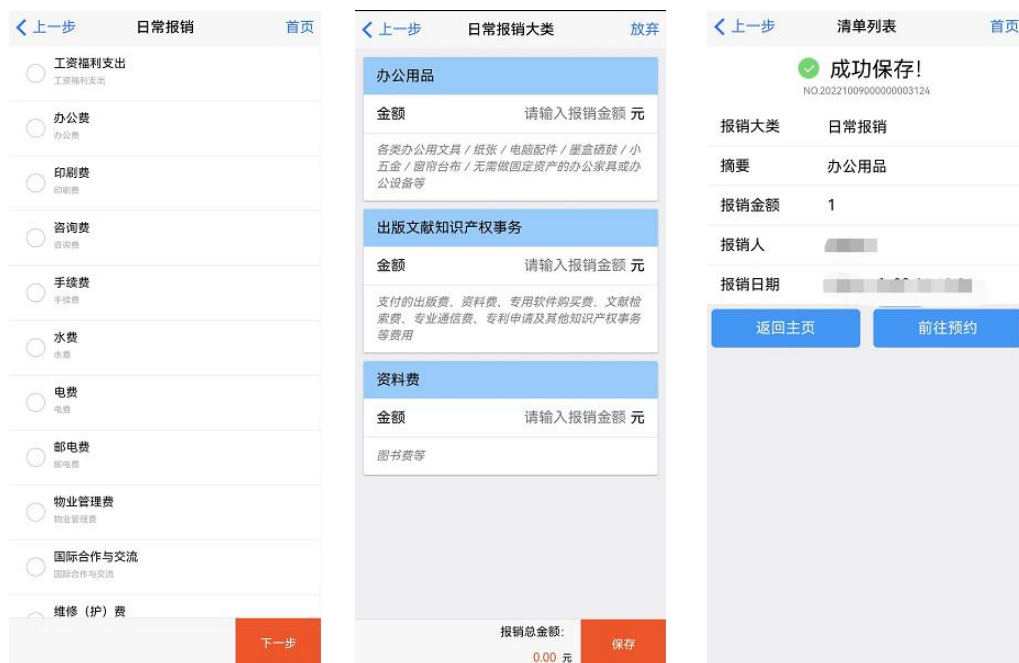 上一步 日常报销 首页
工资福利支出
工资福利支出
办公费
办公费
印刷费
印刷费
咨询费
咨询费
手续费
手续费
水费
水费
电费
电费
邮电费
邮电费
物业管理费
物业管理费
国际合作与交流
国际合作与交流
维修（护）费
下一步
上一步 日常报销大类 放弃
办公用品
金额 请输入报销金额 元
各类办公用文具 / 纸张 / 电脑配件 / 墨盒硒鼓 / 小
五金 / 窗帘台布 / 无需做固定资产的办公家具或办
公设备等
出版文献知识产权事务
金额 请输入报销金额 元
支付的出版费、资料费、专用软件购买费、文献检
索费、专业通信费、专利申请及其他知识产权事务
等费用
资料费
金额 请输入报销金额 元
图书费等
报销总金额:
0.00 元
保存
上一步 清单列表 首页
成功保存!
NO.20221009000000003124
报销大类 日常报销
摘要 办公用品
报销金额 1
报销人
报销日期
返回主页 前往预约